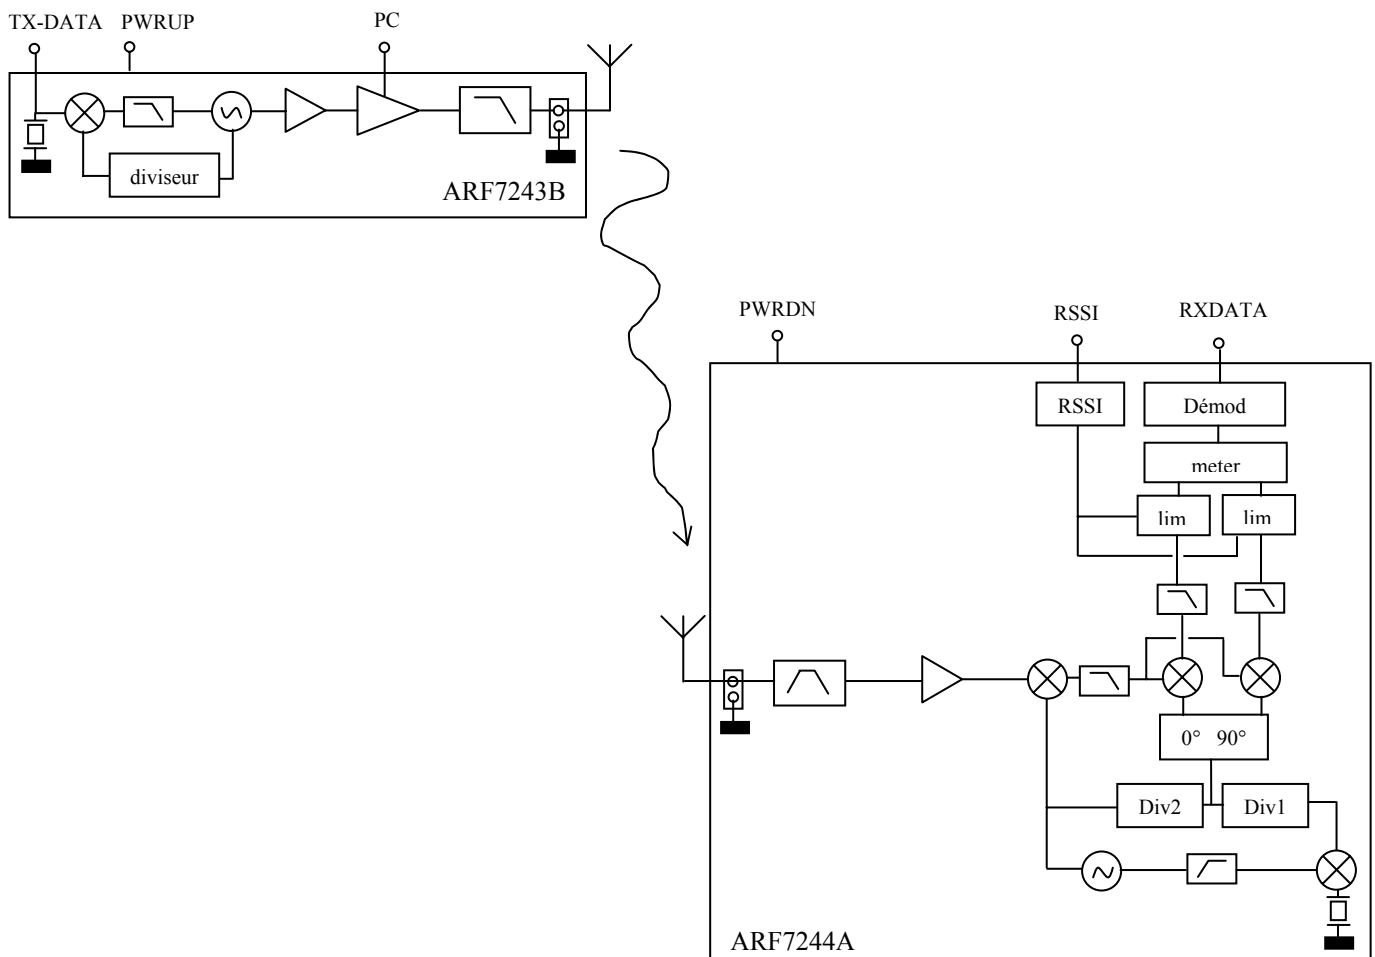 TX-DATA PWRUP PC
diviseur
ARF7243B
PWRDN RSSI RXDATA
RSSI Démod
meter
lim lim
0° 90°
Div2 Div1
ARF7244A